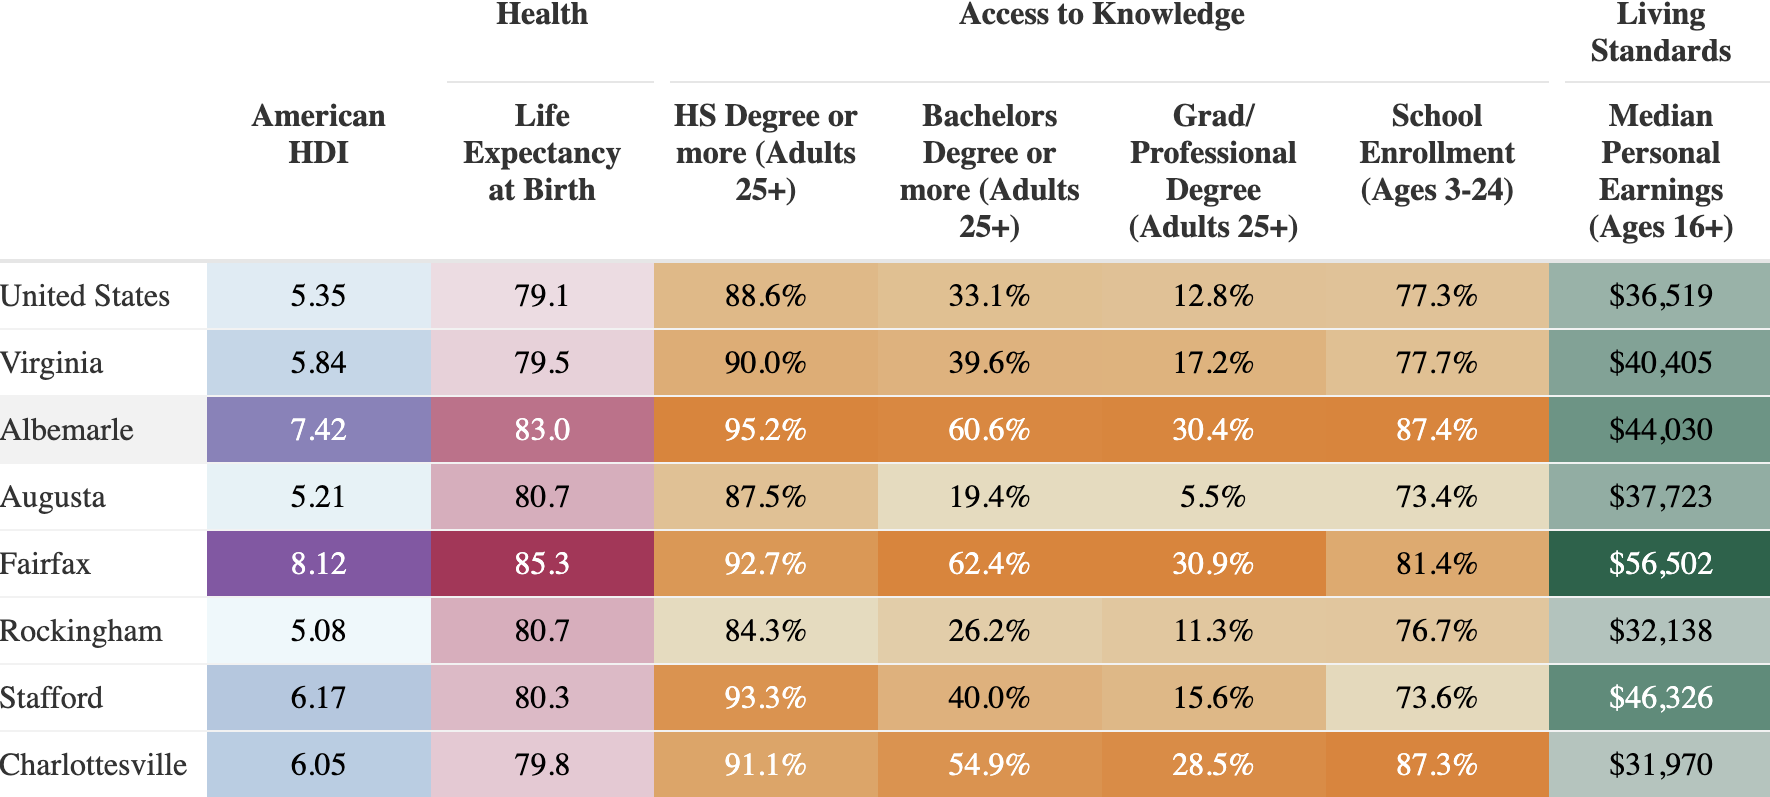 Health Access to Knowledge Living
Standards
American Life HS Degree or Bachelors Grad/ School Median
HDI Expectancy more (Adults Degree or Professional Enrollment Personal
at Birth 25+) more (Adults Degree (Ages 3-24) Earnings
25+) (Adults 25+) (Ages 16+)
United States 5.35 79.1 88.6% 33.1% 12.8% 77.3% $36,519
Virginia 5.84 79.5 90.0% 39.6% 17.2% 77.7% $40,405
Albemarle 7.42 83.0 95.2% 60.6% 30.4% 87.4% $44,030
Augusta 5.21 80.7 87.5% 19.4% 5.5% 73.4% $37,723
Fairfax 8.12 85.3 92.7% 62.4% 30.9% 81.4% $56,502
Rockingham 5.08 80.7 84.3% 26.2% 11.3% 76.7% $32,138
Stafford 6.17 80.3 93.3% 40.0% 15.6% 73.6% $46,326
Charlottesville 6.05 79.8 91.1% 54.9% 28.5% 87.3% $31,970